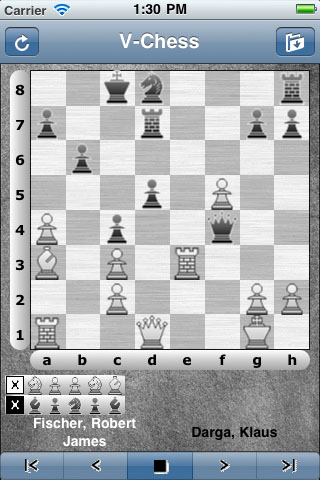 Carrier 1:30 PM
V-Chess
8
7
6
5
4
3
2
1
a b c d e f g h
X
X
Fischer, Robert
James
Darga, Klaus